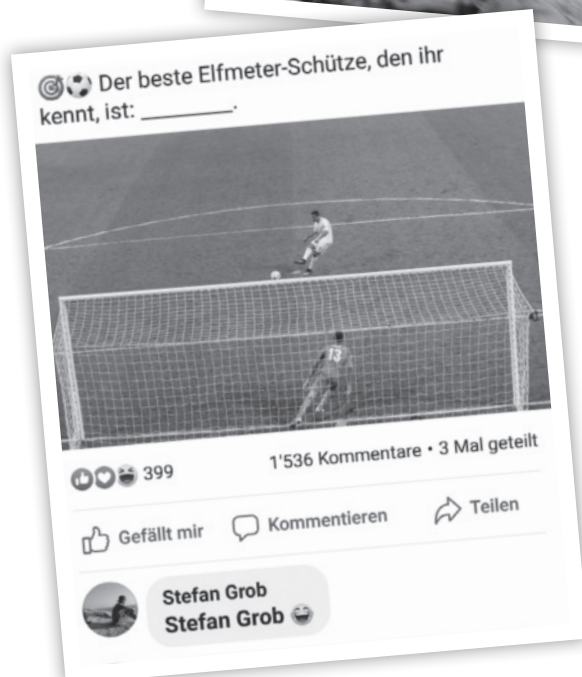 🎯⚽ Der beste Elfmeter-Schütze, den ihr
kennt, ist: ________.
13
399
1'536 Kommentare • 3 Mal geteilt
Gefällt mir
Kommentieren
Teilen
Stefan Grob
Stefan Grob 😄